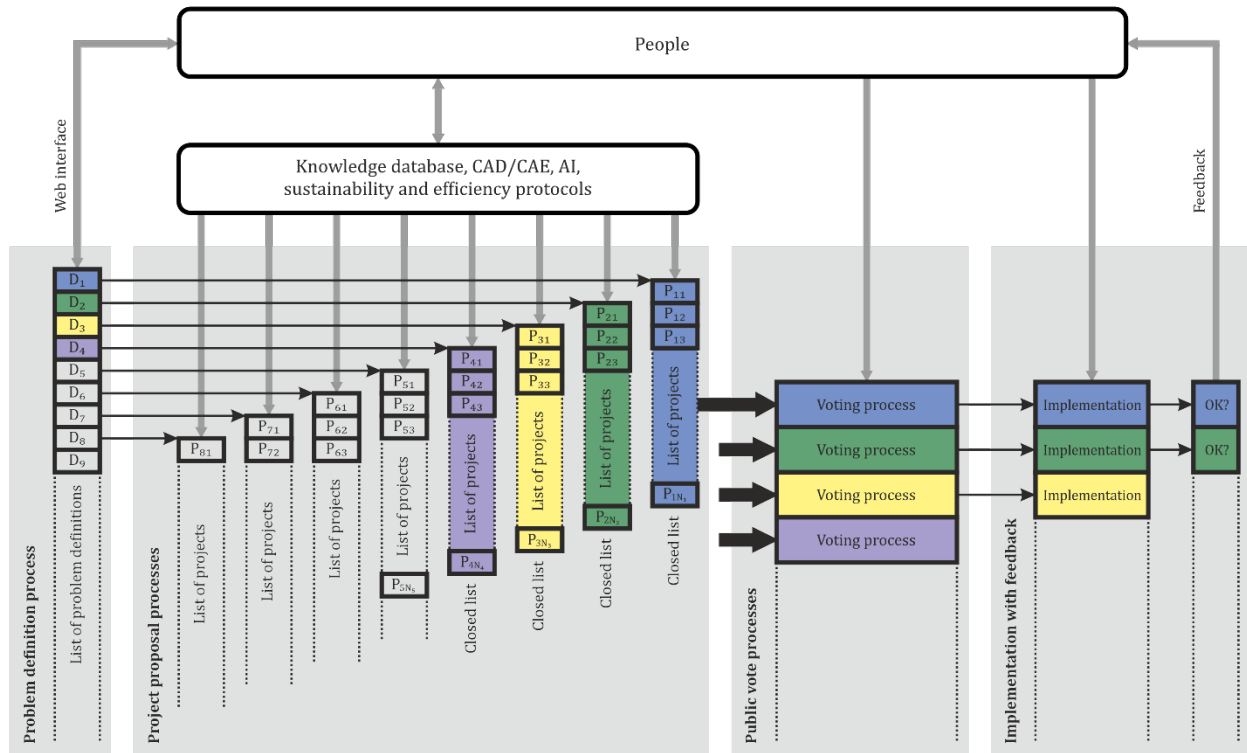 People
Web interface
Feedback
Knowledge database, CAD/CAE, AI,
sustainability and efficiency protocols
Problem definition process
D₁
D₂
D₃
D₄
D₅
D₆
D₇
D₈
D₉
List of problem definitions
Project proposal processes
P₈₁
List of projects
P₇₁
P₇₂
List of projects
P₆₁
P₆₂
P₆₃
List of projects
P₅₁
P₅₂
P₅₃
List of projects
P₅N₅
P₄₁
P₄₂
P₄₃
List of projects
P₄N₄
Closed list
P₃₁
P₃₂
P₃₃
List of projects
P₃N₃
Closed list
P₂₁
P₂₂
P₂₃
List of projects
P₂N₂
Closed list
P₁₁
P₁₂
P₁₃
List of projects
P₁N₁
Closed list
Public vote processes
Voting process
Voting process
Voting process
Voting process
Implementation with feedback
Implementation
Implementation
Implementation
OK?
OK?